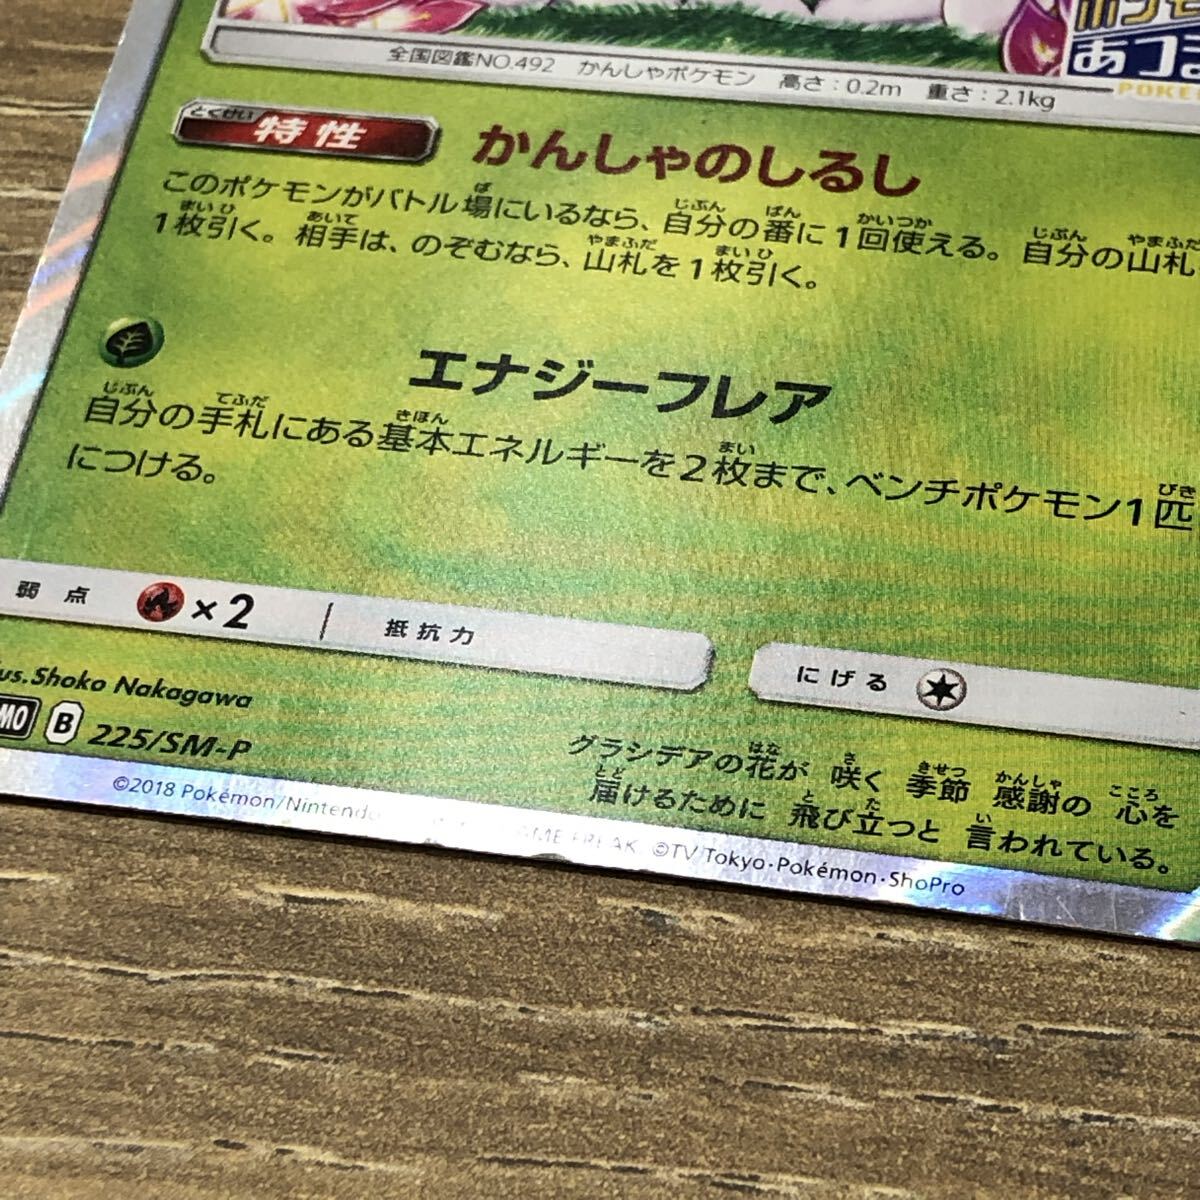 あつま
POKÉ
全国図鑑NO.492 かんしゃポケモン 高さ:0.2m 重さ:2.1kg
とくせい
特性 かんしゃのしるし
このポケモンがバトル場にいるなら、自分の番に1回使える。自分の山札
1枚引く。相手は、のぞむなら、山札を1枚引く。
エナジーフレア
自分の手札にある基本エネルギーを2枚まで、ベンチポケモン1匹
につける。
弱点 ×2 抵抗力 にげる
us.Shoko Nakagawa
MO B 225/SM-P
グラシデアの花が 咲く 季節 感謝の 心を
届けるために 飛び立つと 言われている。
©2018 Pokémon/Nintendo GAME FREAK ©TV Tokyo・Pokémon・ShoPro